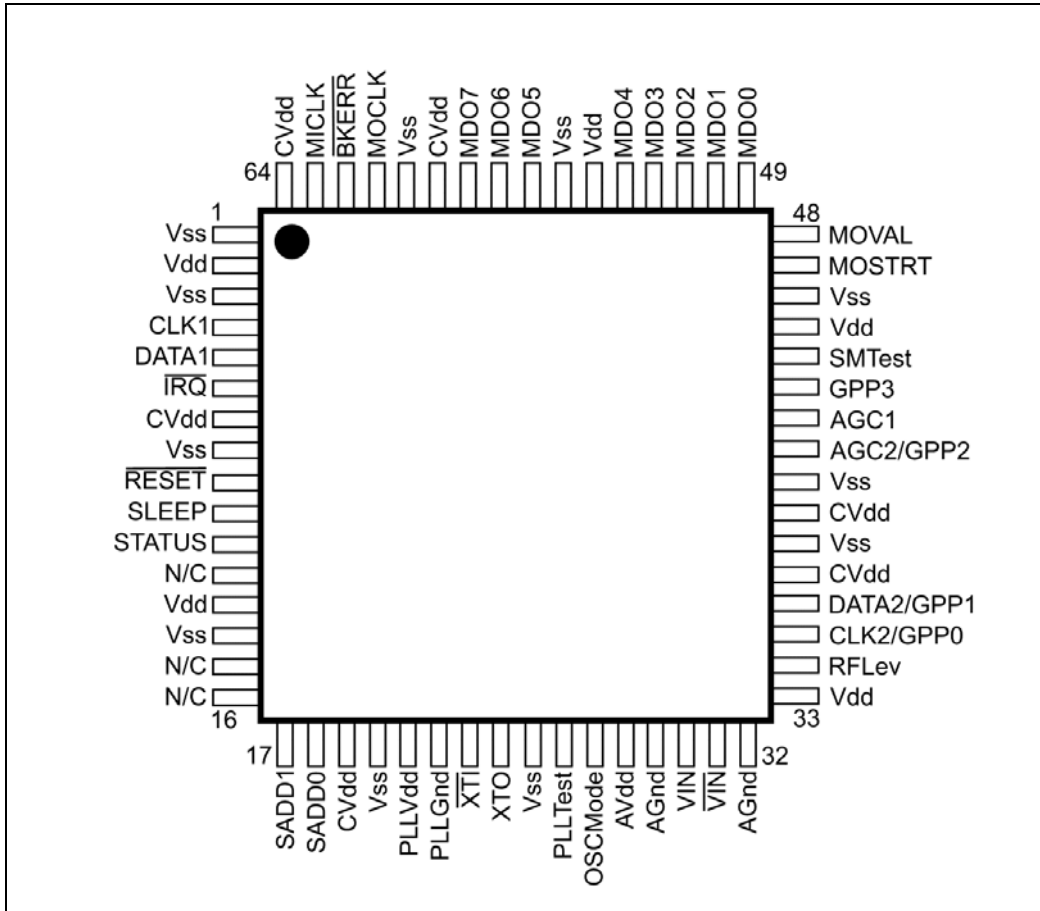 64
CVdd
MICLK
BKERR
MOCLK
Vss
CVdd
MDO7
MDO6
MDO5
Vss
Vdd
MDO4
MDO3
MDO2
MDO1
MDO0
49
1
Vss
Vdd
Vss
CLK1
DATA1
IRQ
CVdd
Vss
RESET
SLEEP
STATUS
N/C
Vdd
Vss
N/C
N/C
16
48
MOVAL
MOSTRT
Vss
Vdd
SMTest
GPP3
AGC1
AGC2/GPP2
Vss
CVdd
Vss
CVdd
DATA2/GPP1
CLK2/GPP0
RFLev
Vdd
33
17
SADD1
SADD0
CVdd
Vss
PLLVdd
PLLGnd
XTI
XTO
Vss
PLLTest
OSCMode
AVdd
AGnd
VIN
VIN
AGnd
32